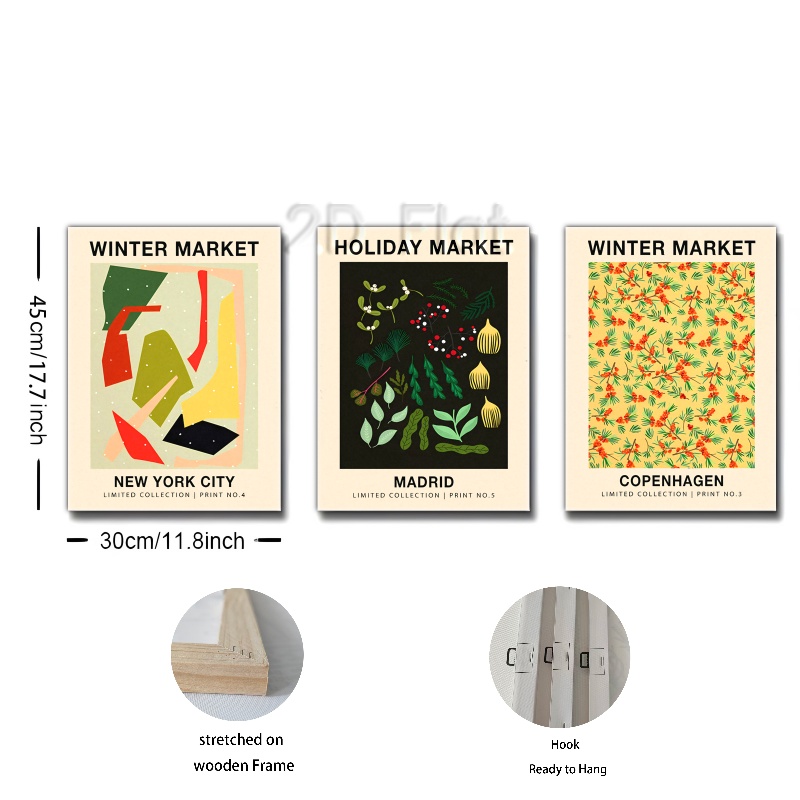 2D Flat
WINTER MARKET
NEW YORK CITY
LIMITED COLLECTION | PRINT NO.4
HOLIDAY MARKET
MADRID
LIMITED COLLECTION | PRINT NO.5
WINTER MARKET
COPENHAGEN
LIMITED COLLECTION | PRINT NO.3
45cm/17.7inch
30cm/11.8inch
stretched on
wooden Frame
Hook
Ready to Hang